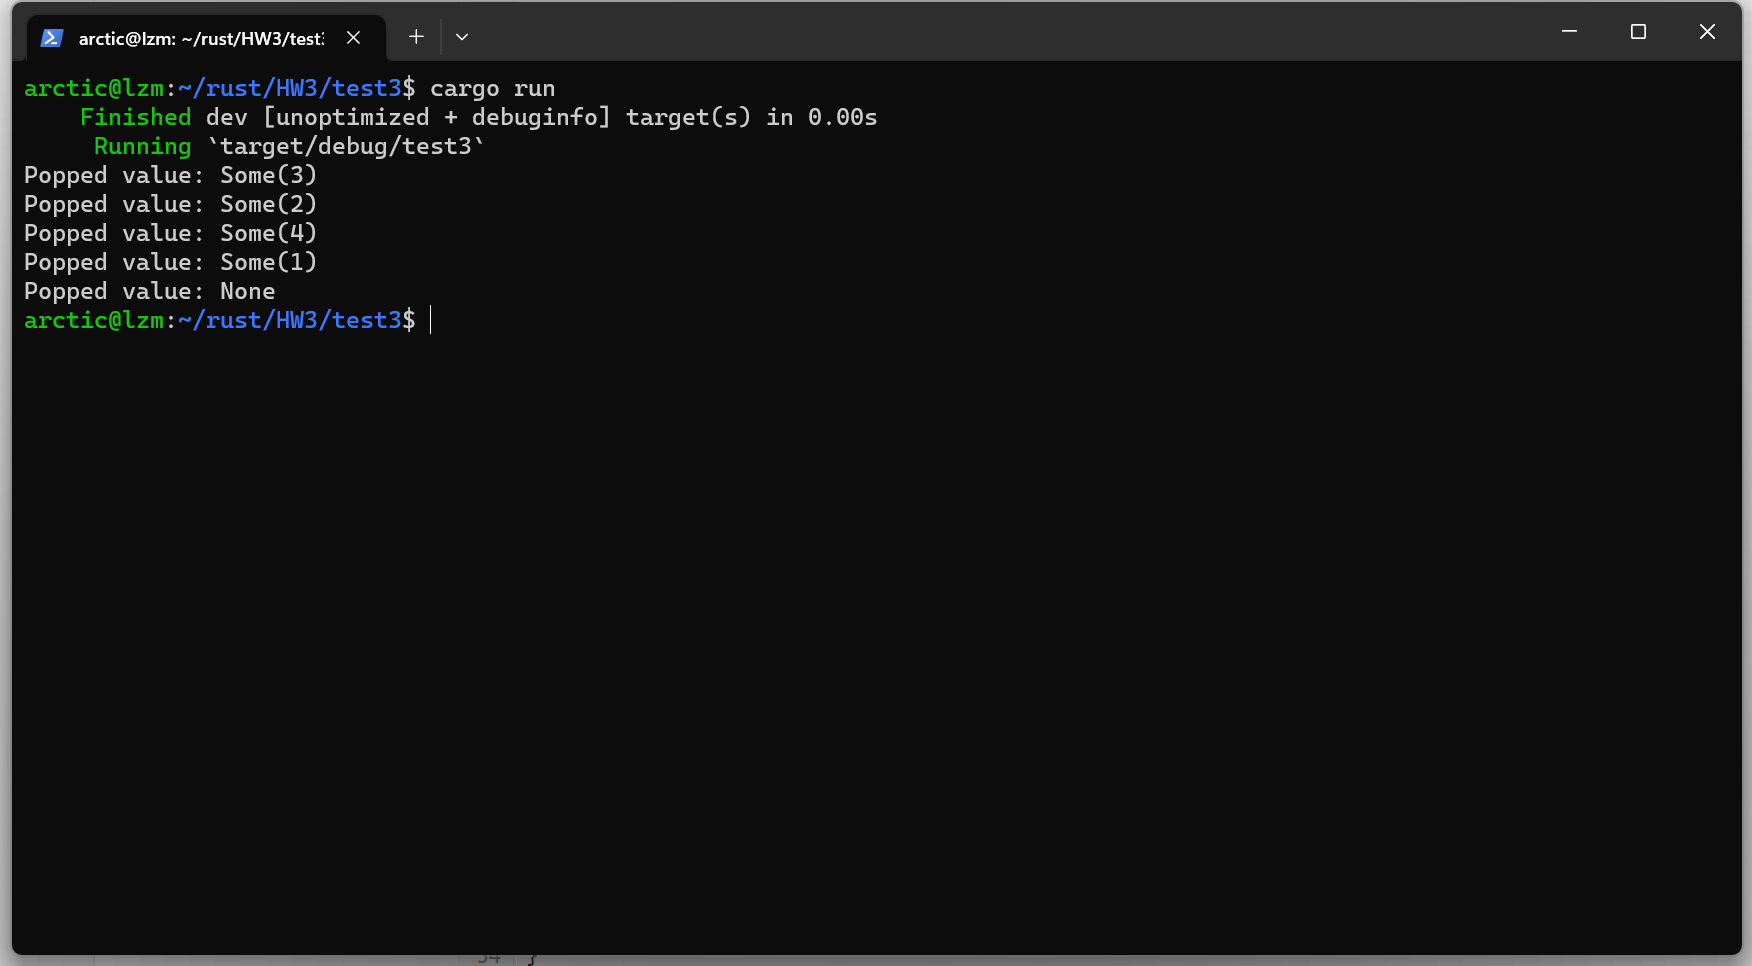 arctic@lzm: ~/rust/HW3/test3
arctic@lzm:~/rust/HW3/test3$ cargo run
    Finished dev [unoptimized + debuginfo] target(s) in 0.00s
     Running `target/debug/test3`
Popped value: Some(3)
Popped value: Some(2)
Popped value: Some(4)
Popped value: Some(1)
Popped value: None
arctic@lzm:~/rust/HW3/test3$
}